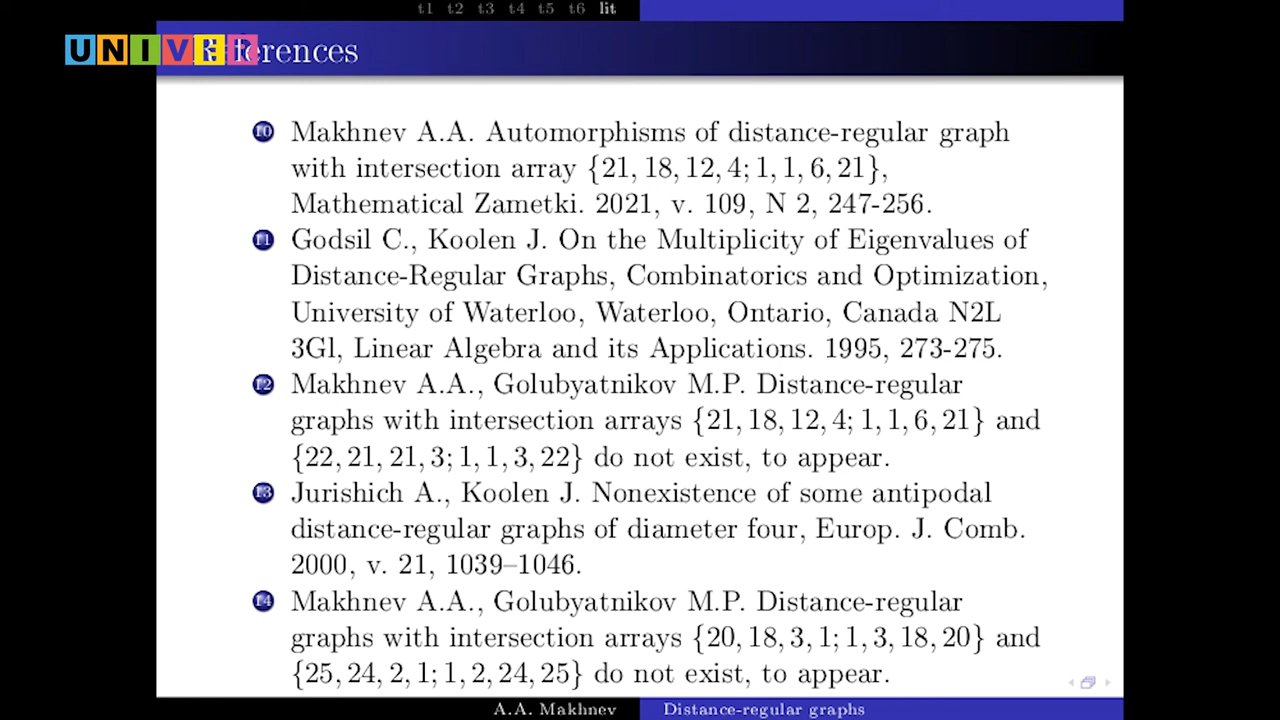 t1 t2 t3 t4 t5 t6 lit
UNIVER
References
10 Makhnev A.A. Automorphisms of distance-regular graph
with intersection array {21, 18, 12, 4; 1, 1, 6, 21},
Mathematical Zametki. 2021, v. 109, N 2, 247-256.
11 Godsil C., Koolen J. On the Multiplicity of Eigenvalues of
Distance-Regular Graphs, Combinatorics and Optimization,
University of Waterloo, Waterloo, Ontario, Canada N2L
3Gl, Linear Algebra and its Applications. 1995, 273-275.
12 Makhnev A.A., Golubyatnikov M.P. Distance-regular
graphs with intersection arrays {21, 18, 12, 4; 1, 1, 6, 21} and
{22, 21, 21, 3; 1, 1, 3, 22} do not exist, to appear.
13 Jurishich A., Koolen J. Nonexistence of some antipodal
distance-regular graphs of diameter four, Europ. J. Comb.
2000, v. 21, 1039–1046.
14 Makhnev A.A., Golubyatnikov M.P. Distance-regular
graphs with intersection arrays {20, 18, 3, 1; 1, 3, 18, 20} and
{25, 24, 2, 1; 1, 2, 24, 25} do not exist, to appear.
A.A. Makhnev Distance-regular graphs